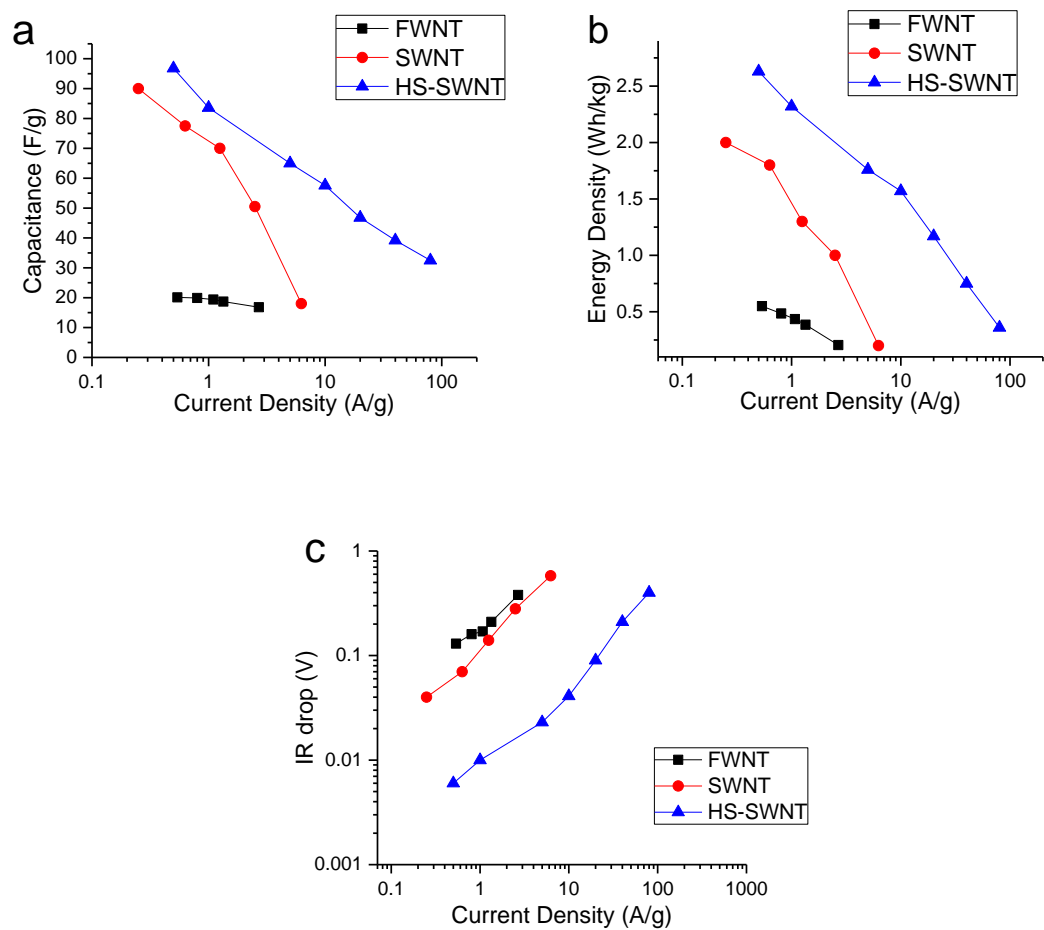 a
FWNT
SWNT
HS-SWNT
100
90
80
70
60
50
40
30
20
10
0
Capacitance (F/g)
0.1
1
10
100
Current Density (A/g)
b
FWNT
SWNT
HS-SWNT
2.5
2.0
1.5
1.0
0.5
Energy Density (Wh/kg)
0.1
1
10
100
Current Density (A/g)
c
1
0.1
0.01
0.001
IR drop (V)
FWNT
SWNT
HS-SWNT
0.1
1
10
100
1000
Current Density (A/g)